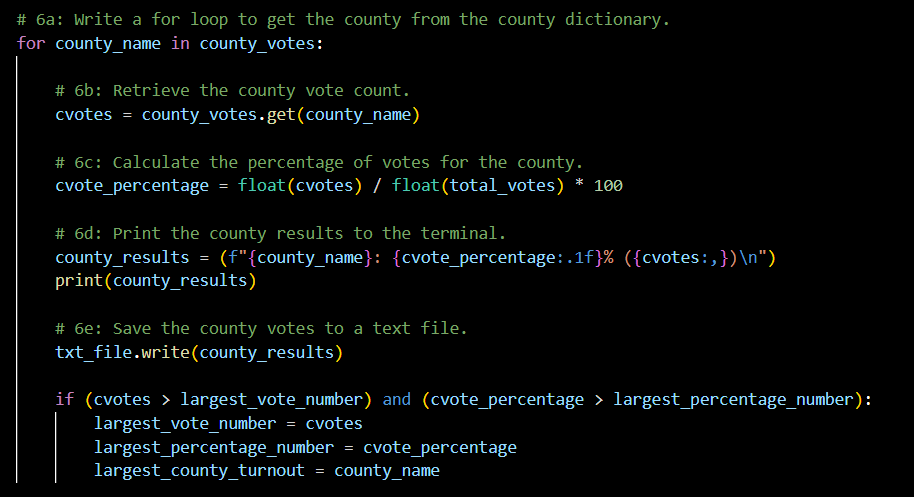 # 6a: Write a for loop to get the county from the county dictionary.
for county_name in county_votes:
# 6b: Retrieve the county vote count.
cvotes = county_votes.get(county_name)
# 6c: Calculate the percentage of votes for the county.
cvote_percentage = float(cvotes) / float(total_votes) * 100
# 6d: Print the county results to the terminal.
county_results = (f"{county_name}: {cvote_percentage:.1f}% ({cvotes:,})\n")
print(county_results)
# 6e: Save the county votes to a text file.
txt_file.write(county_results)
if (cvotes > largest_vote_number) and (cvote_percentage > largest_percentage_number):
largest_vote_number = cvotes
largest_percentage_number = cvote_percentage
largest_county_turnout = county_name